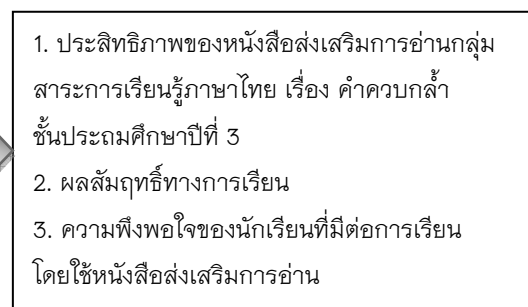 1. ประสิทธิภาพของหนังสือส่งเสริมการอ่านกลุ่ม
สาระการเรียนรู้ภาษาไทย เรื่อง คำควบกล้ำ
ชั้นประถมศึกษาปีที่ 3
2. ผลสัมฤทธิ์ทางการเรียน
3. ความพึงพอใจของนักเรียนที่มีต่อการเรียน
โดยใช้หนังสือส่งเสริมการอ่าน